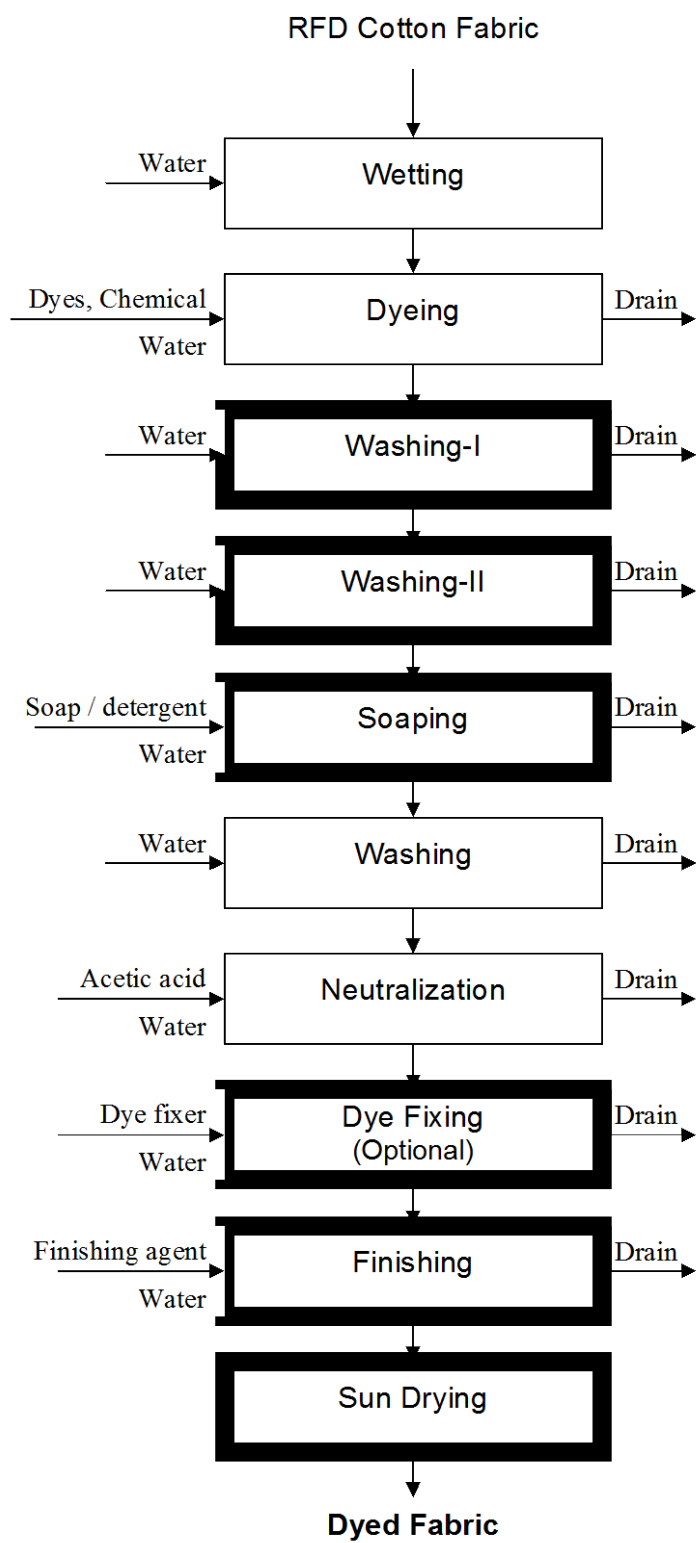 RFD Cotton Fabric
Water
Wetting
Dyes, Chemical
Water
Dyeing
Drain
Water
Washing-I
Drain
Water
Washing-II
Drain
Soap / detergent
Water
Soaping
Drain
Water
Washing
Drain
Acetic acid
Water
Neutralization
Drain
Dye fixer
Water
Dye Fixing
(Optional)
Drain
Finishing agent
Water
Finishing
Drain
Sun Drying
Dyed Fabric